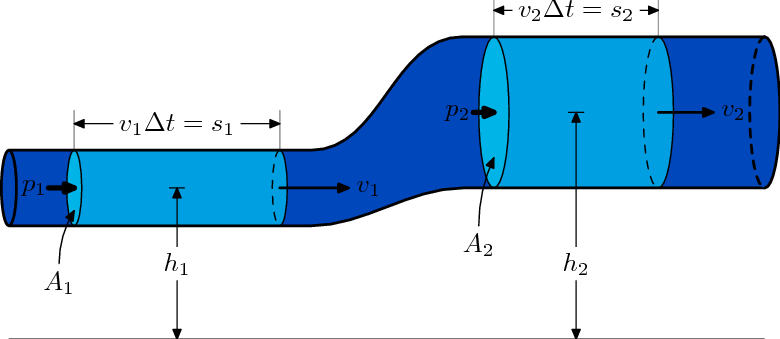 v₂Δt = s₂
p₂
v₂
v₁Δt = s₁
p₁
v₁
A₂
h₂
h₁
A₁